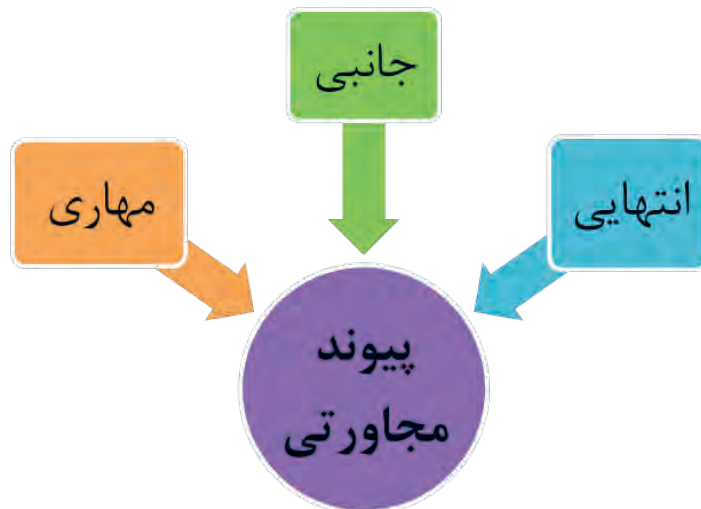 جانبی
انتهایی
مهاری
پیوند
مجاورتی